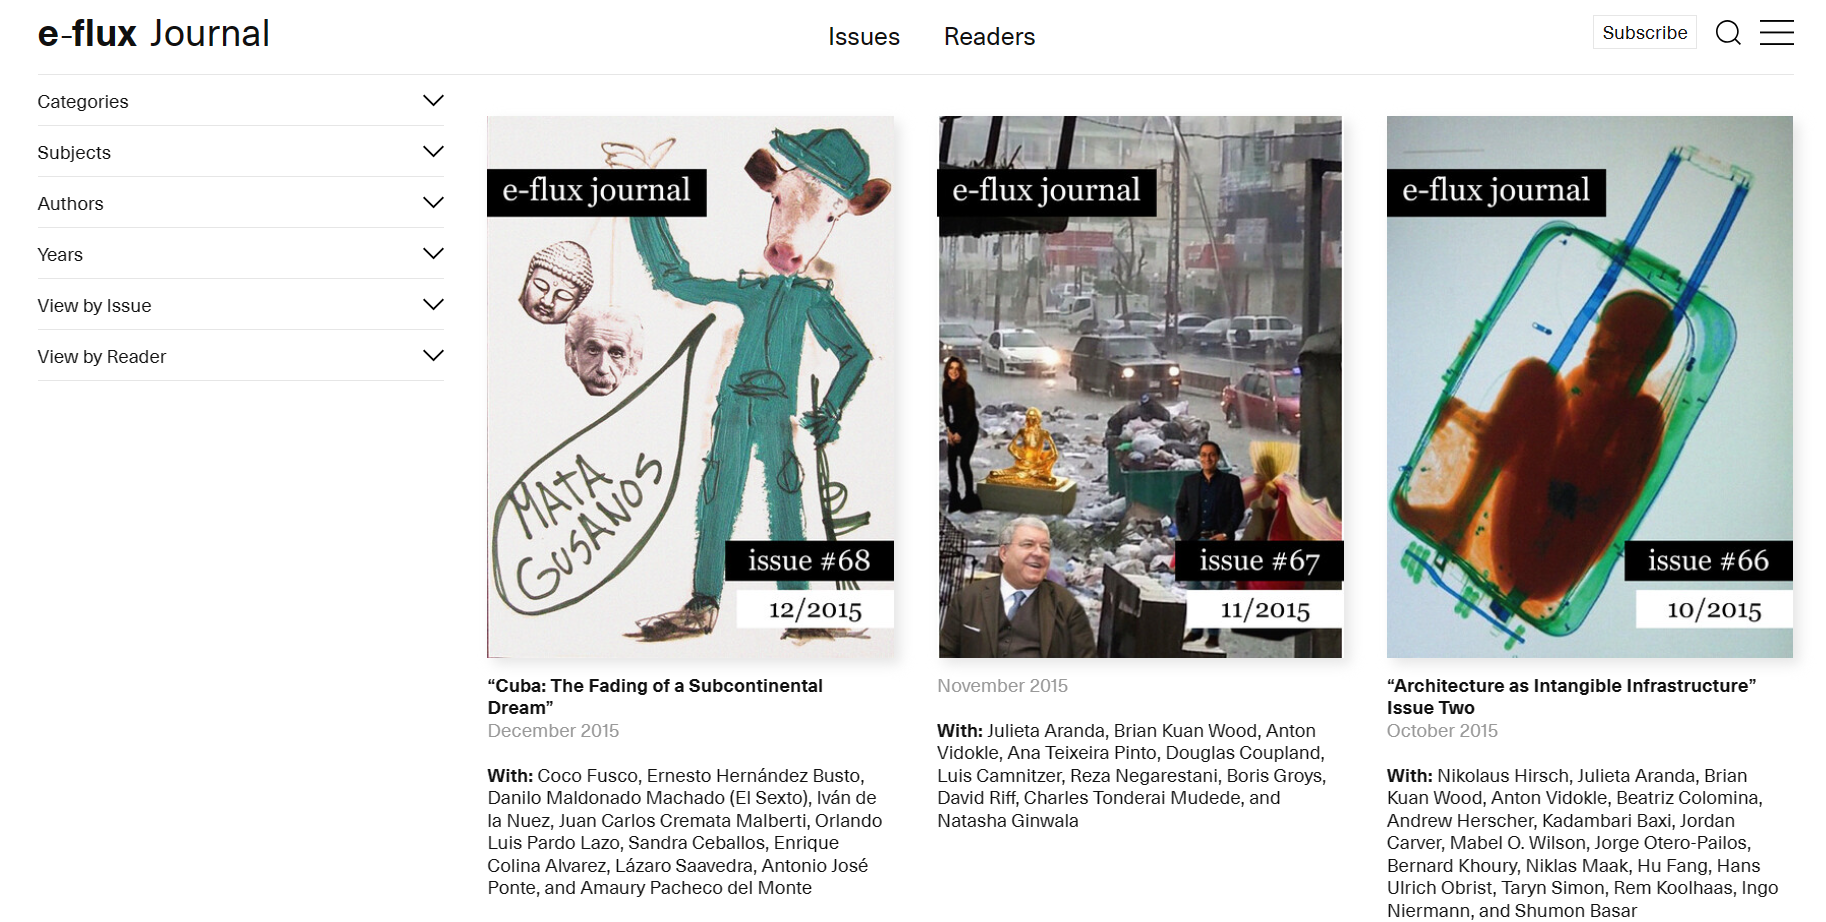 e-flux Journal
Issues
Readers
Subscribe
Categories
Subjects
Authors
Years
View by Issue
View by Reader
e-flux journal
MATA
GUSANOS
issue #68
12/2015
“Cuba: The Fading of a Subcontinental
Dream”
December 2015
With: Coco Fusco, Ernesto Hernández Busto,
Danilo Maldonado Machado (El Sexto), Iván de
la Nuez, Juan Carlos Cremata Malberti, Orlando
Luis Pardo Lazo, Sandra Ceballos, Enrique
Colina Alvarez, Lázaro Saavedra, Antonio José
Ponte, and Amaury Pacheco del Monte
e-flux journal
issue #67
11/2015
November 2015
With: Julieta Aranda, Brian Kuan Wood, Anton
Vidokle, Ana Teixeira Pinto, Douglas Coupland,
Luis Camnitzer, Reza Negarestani, Boris Groys,
David Riff, Charles Tonderai Mudede, and
Natasha Ginwala
e-flux journal
issue #66
10/2015
“Architecture as Intangible Infrastructure”
Issue Two
October 2015
With: Nikolaus Hirsch, Julieta Aranda, Brian
Kuan Wood, Anton Vidokle, Beatriz Colomina,
Andrew Herscher, Kadambari Baxi, Jordan
Carver, Mabel O. Wilson, Jorge Otero-Pailos,
Bernard Khoury, Niklas Maak, Hu Fang, Hans
Ulrich Obrist, Taryn Simon, Rem Koolhaas, Ingo
Niermann, and Shumon Basar